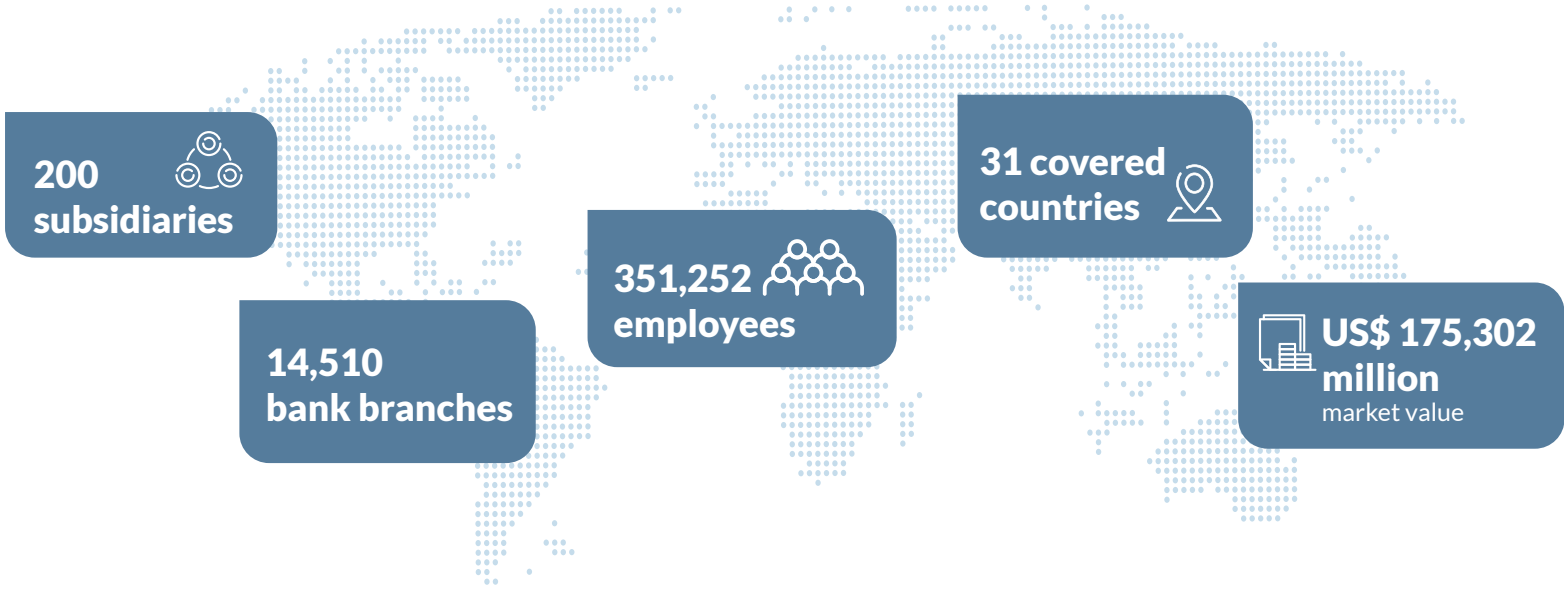 200
subsidiaries
14,510
bank branches
351,252
employees
31 covered
countries
US$ 175,302
million
market value